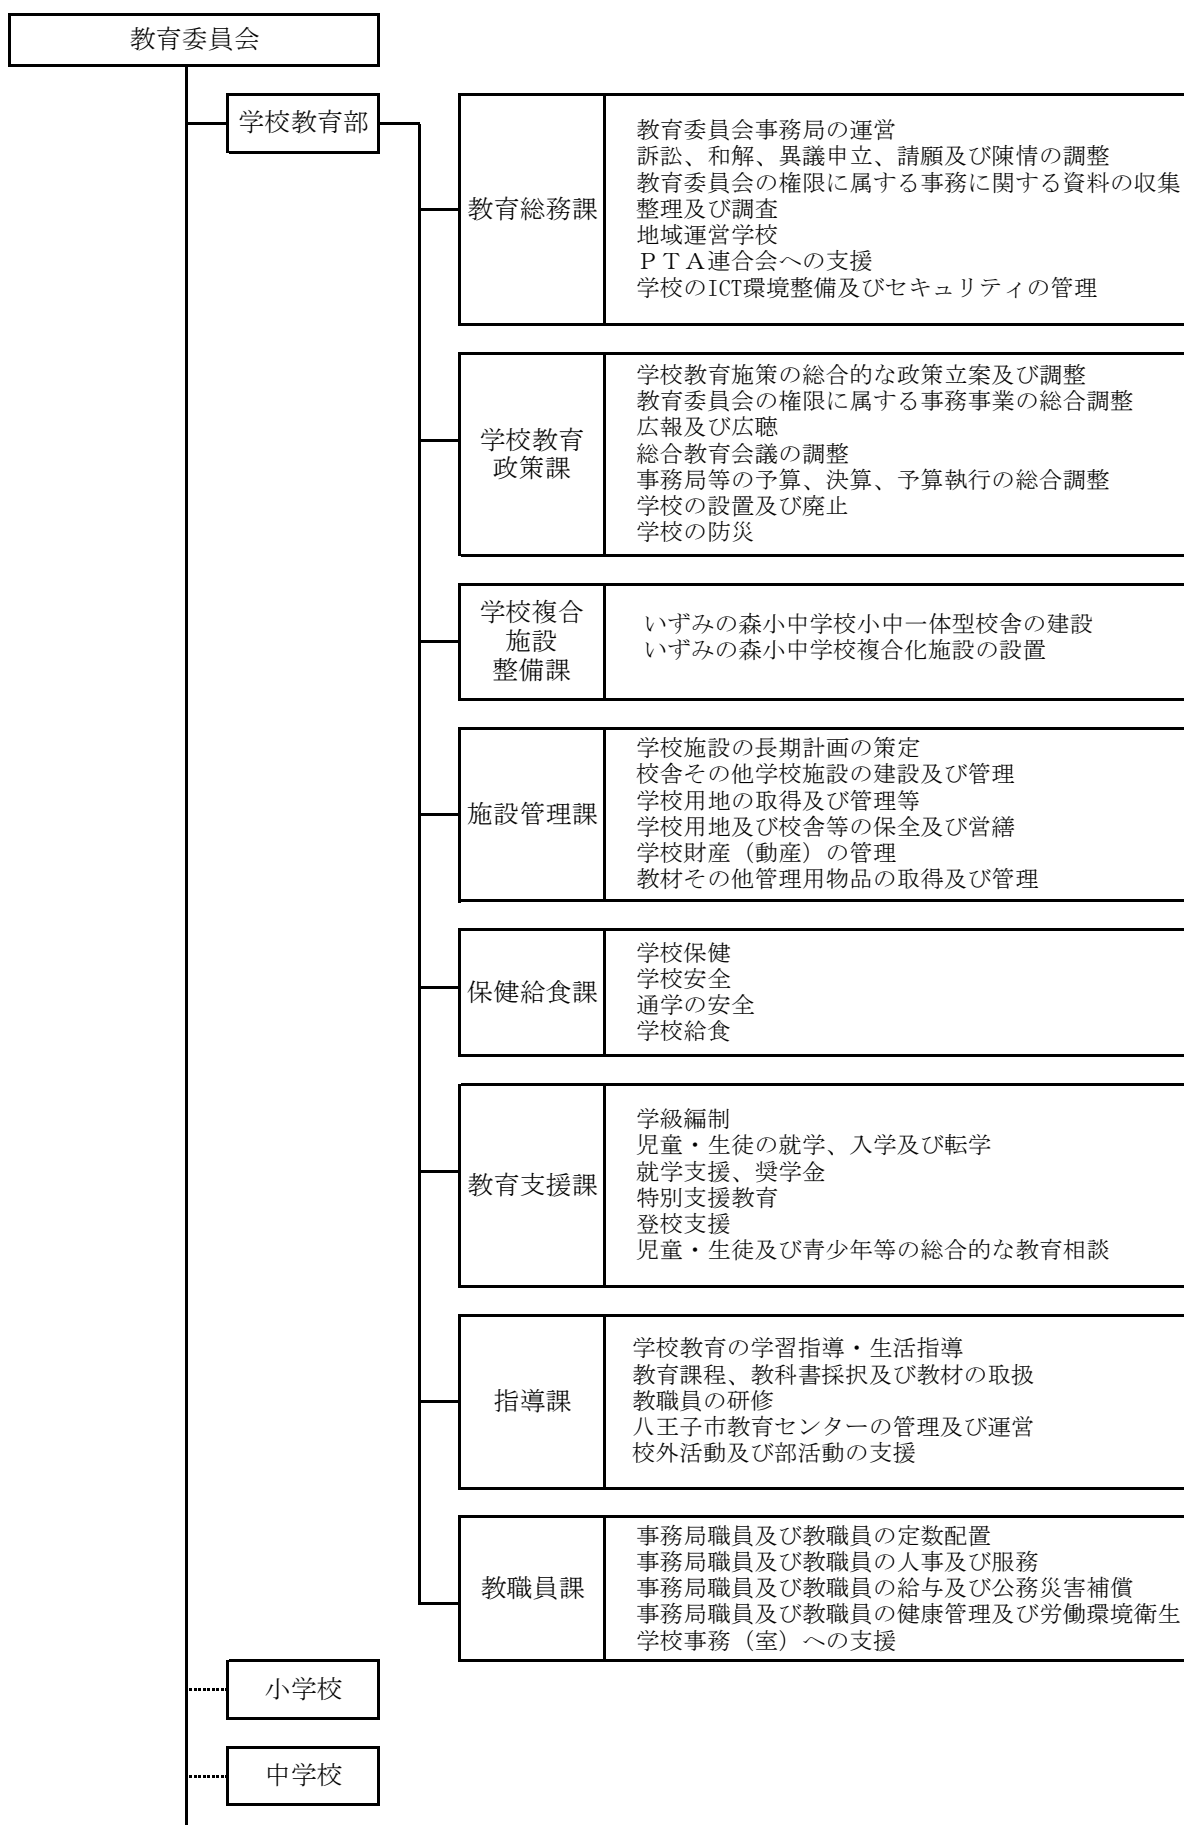 教育委員会
学校教育部
教育総務課
教育委員会事務局の運営
訴訟、和解、異議申立、請願及び陳情の調整
教育委員会の権限に属する事務に関する資料の収集
整理及び調査
地域運営学校
ＰＴＡ連合会への支援
学校のICT環境整備及びセキュリティの管理
学校教育
政策課
学校教育施策の総合的な政策立案及び調整
教育委員会の権限に属する事務事業の総合調整
広報及び広聴
総合教育会議の調整
事務局等の予算、決算、予算執行の総合調整
学校の設置及び廃止
学校の防災
学校複合
施設
整備課
いずみの森小中学校小中一体型校舎の建設
いずみの森小中学校複合化施設の設置
施設管理課
学校施設の長期計画の策定
校舎その他学校施設の建設及び管理
学校用地の取得及び管理等
学校用地及び校舎等の保全及び営繕
学校財産（動産）の管理
教材その他管理用物品の取得及び管理
保健給食課
学校保健
学校安全
通学の安全
学校給食
教育支援課
学級編制
児童・生徒の就学、入学及び転学
就学支援、奨学金
特別支援教育
登校支援
児童・生徒及び青少年等の総合的な教育相談
指導課
学校教育の学習指導・生活指導
教育課程、教科書採択及び教材の取扱
教職員の研修
八王子市教育センターの管理及び運営
校外活動及び部活動の支援
教職員課
事務局職員及び教職員の定数配置
事務局職員及び教職員の人事及び服務
事務局職員及び教職員の給与及び公務災害補償
事務局職員及び教職員の健康管理及び労働環境衛生
学校事務（室）への支援
小学校
中学校